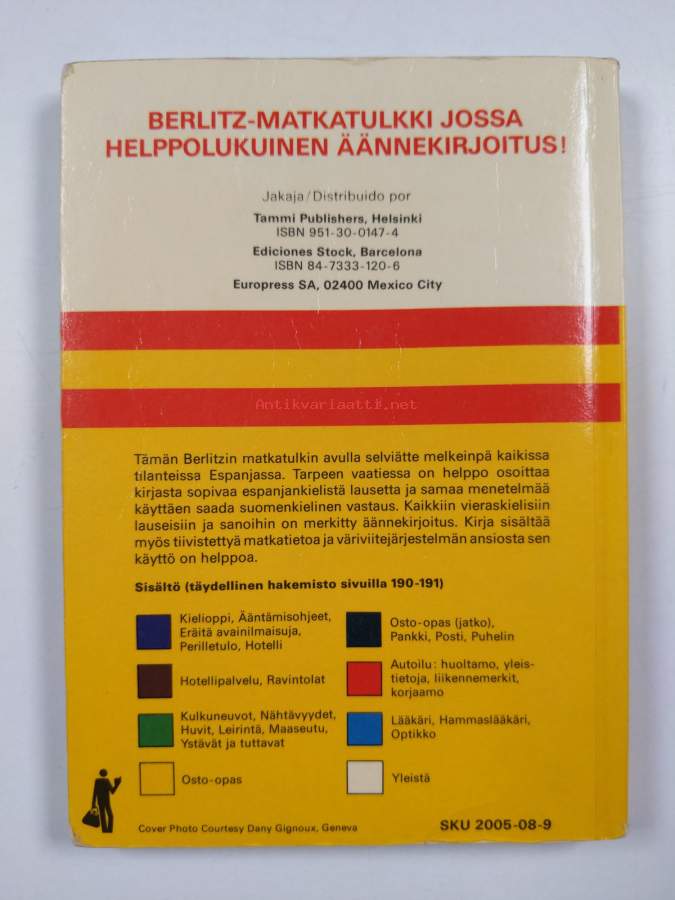 BERLITZ-MATKATULKKI JOSSA
HELPPOLUKUINEN ÄÄNNEKIRJOITUS!
Jakaja/Distribuido por
Tammi Publishers, Helsinki
ISBN 951-30-0147-4
Ediciones Stock, Barcelona
ISBN 84-7333-120-6
Europress SA, 02400 Mexico City
Antikvariaatti.net
Tämän Berlitzin matkatulkin avulla selviätte melkeinpä kaikissa
tilanteissa Espanjassa. Tarpeen vaatiessa on helppo osoittaa
kirjasta sopivaa espanjankielistä lausetta ja samaa menetelmää
käyttäen saada suomenkielinen vastaus. Kaikkiin vieraskielisiin
lauseisiin ja sanoihin on merkitty äännekirjoitus. Kirja sisältää
myös tiivistettyä matkatietoa ja väriviitejärjestelmän ansiosta sen
käyttö on helppoa.
Sisältö (täydellinen hakemisto sivuilla 190-191)
Kielioppi, Ääntämisohjeet,
Eräitä avainilmaisuja,
Perilletulo, Hotelli
Hotellipalvelu, Ravintolat
Kulkuneuvot, Nähtävyydet,
Huvit, Leirintä, Maaseutu,
Ystävät ja tuttavat
Osto-opas
Osto-opas (jatko),
Pankki, Posti, Puhelin
Autoilu: huoltamo, yleis-
tietoja, liikennemerkit,
korjaamo
Lääkäri, Hammaslääkäri,
Optikko
Yleistä
Cover Photo Courtesy Dany Gignoux, Geneva
SKU 2005-08-9